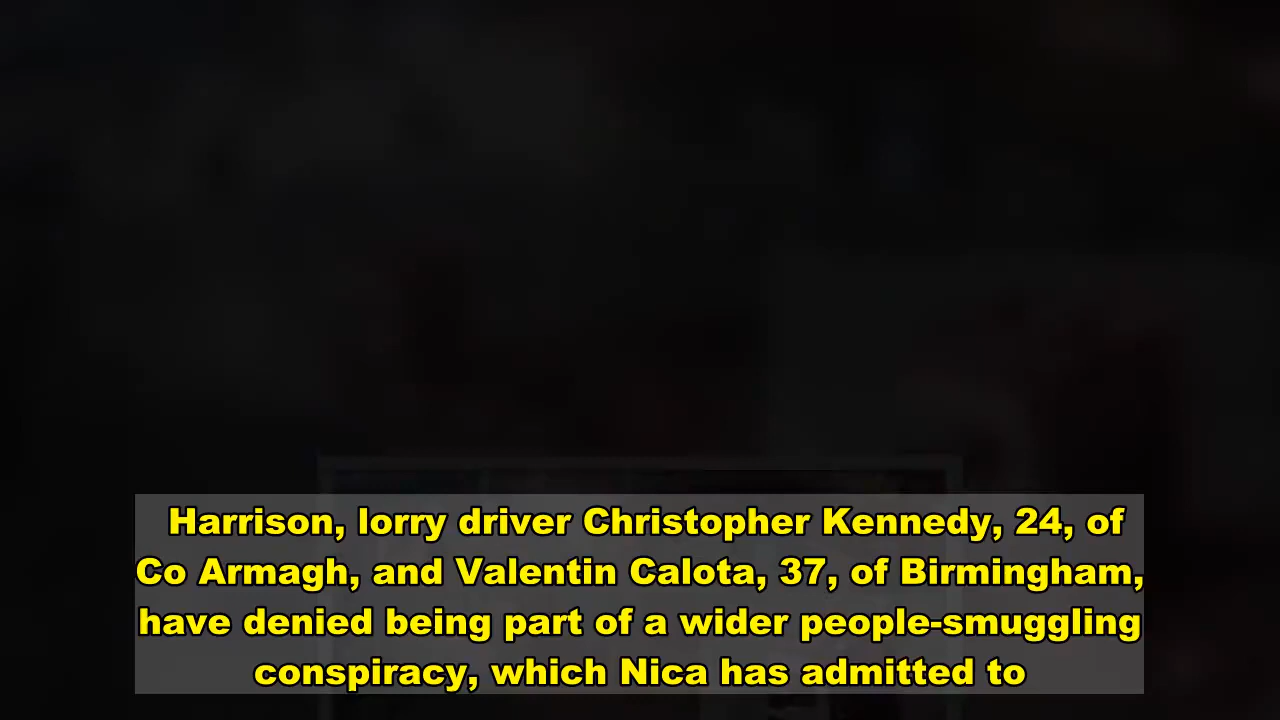 Harrison, lorry driver Christopher Kennedy, 24, of
Co Armagh, and Valentin Calota, 37, of Birmingham,
have denied being part of a wider people-smuggling
conspiracy, which Nica has admitted to